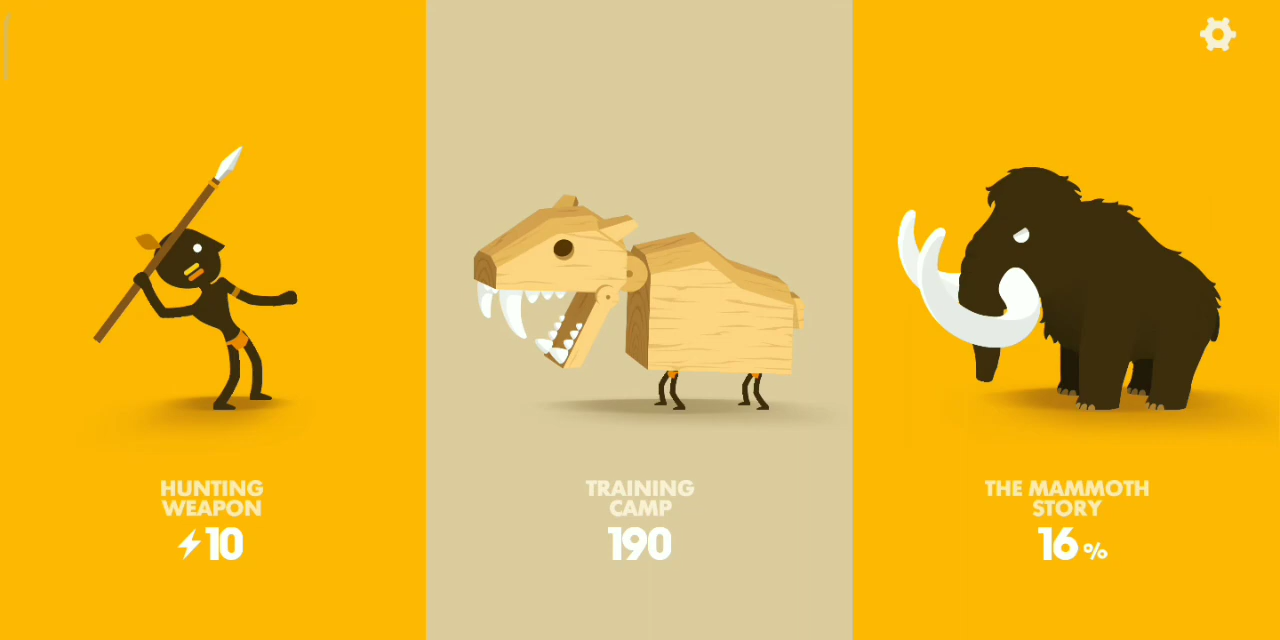 HUNTING
WEAPON
10
TRAINING
CAMP
190
THE MAMMOTH
STORY
16 %